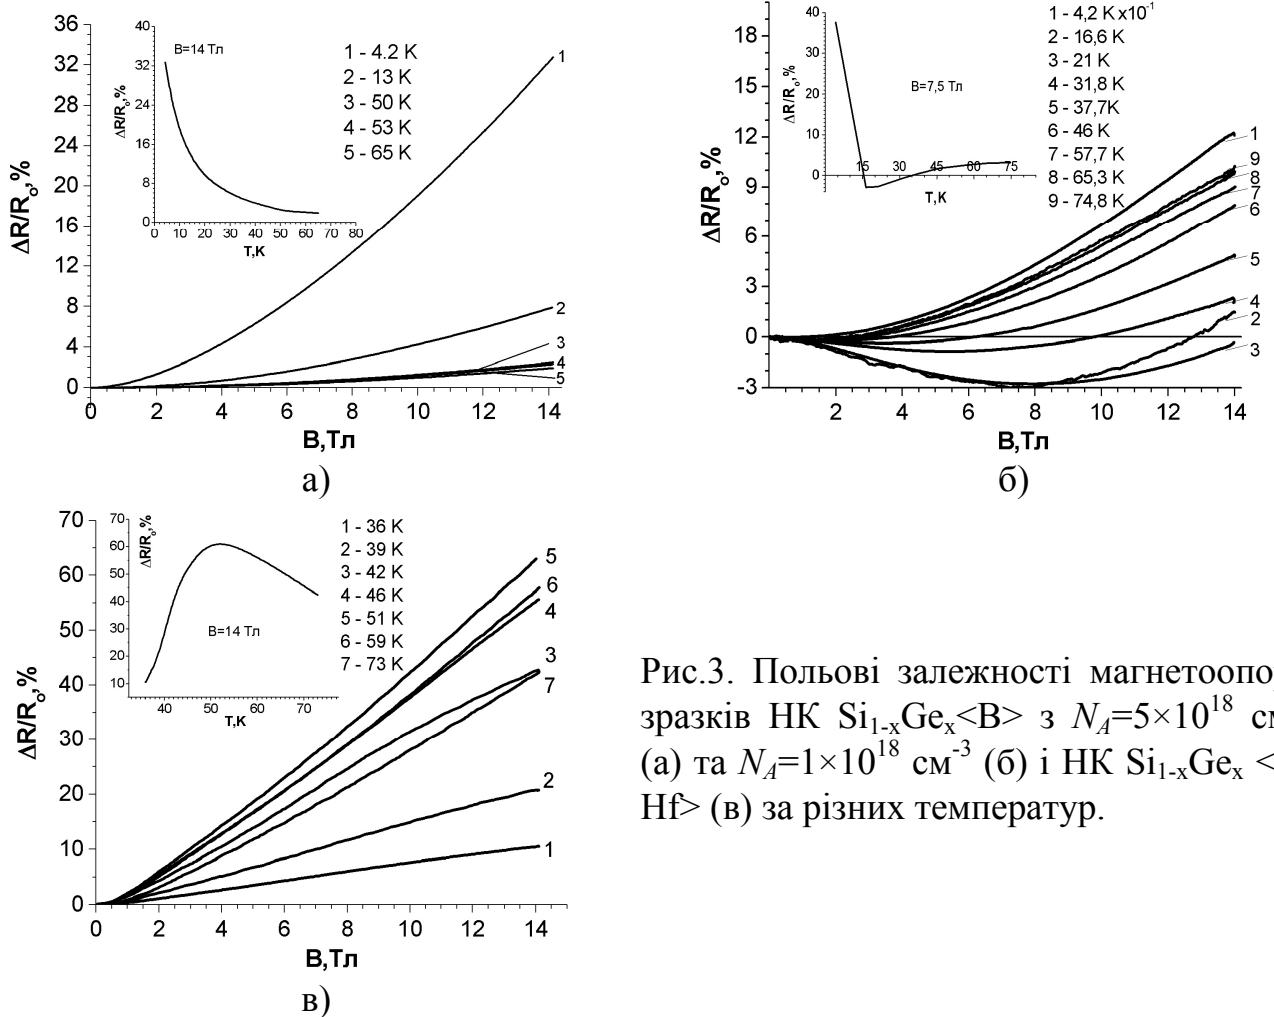 36
32
28
24
20
16
12
8
4
0
ΔR/R₀,%
0 2 4 6 8 10 12 14
B,Тл
40
32
24
16
8
0
ΔR/R₀,%
B=14 Тл
0 10 20 30 40 50 60 70 80
T,K
1 - 4.2 K
2 - 13 K
3 - 50 K
4 - 53 K
5 - 65 K
1
2
3
4
5
а)
18
15
12
9
6
3
0
-3
ΔR/R₀,%
2 4 6 8 10 12 14
B,Тл
40
30
20
10
0
ΔR/R₀,%
B=7,5 Тл
15 30 45 60 75
T,K
1 - 4,2 Kx10⁻¹
2 - 16,6 K
3 - 21 K
4 - 31,8 K
5 - 37,7K
6 - 46 K
7 - 57,7 K
8 - 65,3 K
9 - 74,8 K
1
9
8
7
6
5
4
2
3
б)
70
60
50
40
30
20
10
0
ΔR/R₀,%
0 2 4 6 8 10 12 14
B,Тл
70
60
50
40
30
20
10
ΔR/R₀,%
B=14 Тл
40 50 60 70
T,K
1 - 36 K
2 - 39 K
3 - 42 K
4 - 46 K
5 - 51 K
6 - 59 K
7 - 73 K
5
6
4
3
7
2
1
в)
Рис.3. Польові залежності магнетоопо
зразків НК Si₁₋ₓGeₓ<B> з N_A=5×10¹⁸ см
(а) та N_A=1×10¹⁸ см⁻³ (б) і НК Si₁₋ₓGeₓ <
Hf> (в) за різних температур.